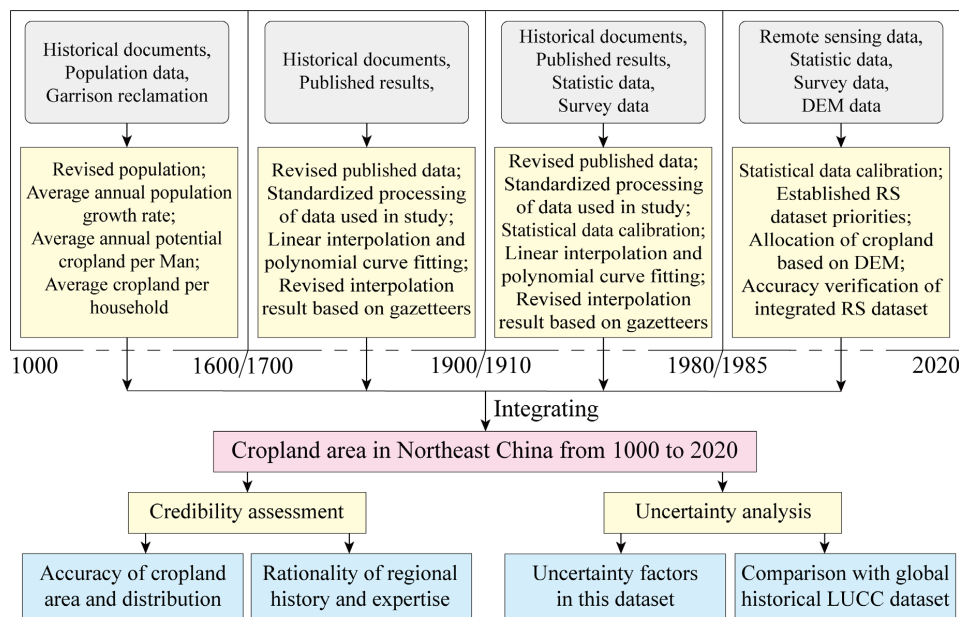 Historical documents,
Population data,
Garrison reclamation
Historical documents,
Published results,
Historical documents,
Published results,
Statistic data,
Survey data
Remote sensing data,
Statistic data,
Survey data,
DEM data
Revised population;
Average annual population
growth rate;
Average annual potential
cropland per Man;
Average cropland per
household
Revised published data;
Standardized processing
of data used in study;
Linear interpolation and
polynomial curve fitting;
Revised interpolation
result based on gazetteers
Revised published data;
Standardized processing
of data used in study;
Statistical data calibration;
Linear interpolation and
polynomial curve fitting;
Revised interpolation
result based on gazetteers
Statistical data calibration;
Established RS
dataset priorities;
Allocation of cropland
based on DEM;
Accuracy verification of
integrated RS dataset
1000 1600/1700 1900/1910 1980/1985 2020
Integrating
Cropland area in Northeast China from 1000 to 2020
Credibility assessment
Uncertainty analysis
Accuracy of cropland
area and distribution
Rationality of regional
history and expertise
Uncertainty factors
in this dataset
Comparison with global
historical LUCC dataset